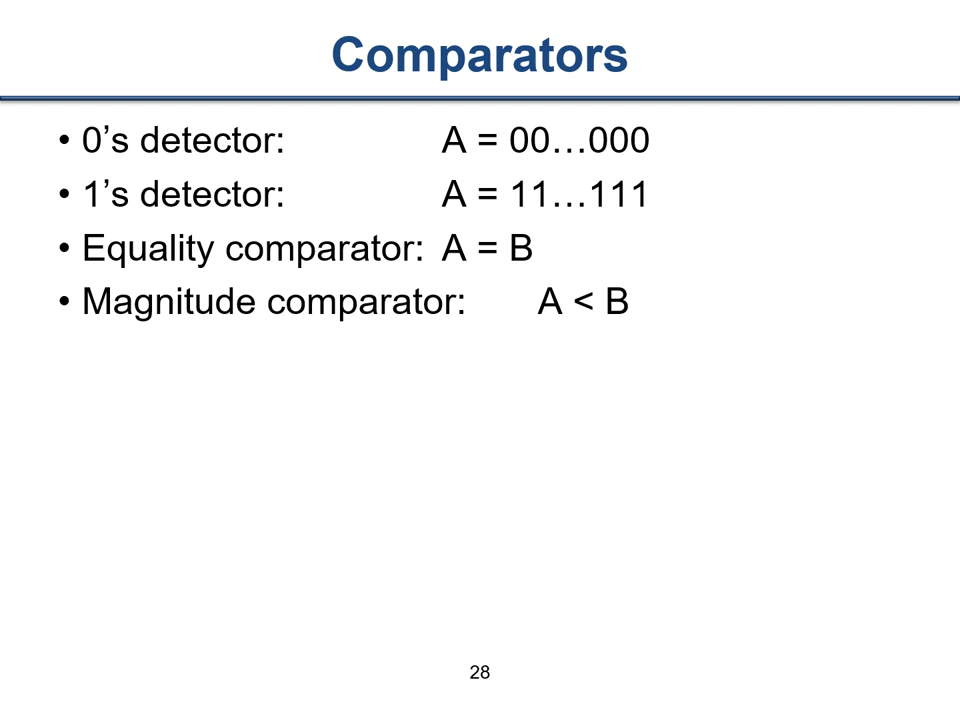 Comparators
• 0’s detector: A = 00…000
• 1’s detector: A = 11…111
• Equality comparator: A = B
• Magnitude comparator: A < B
28